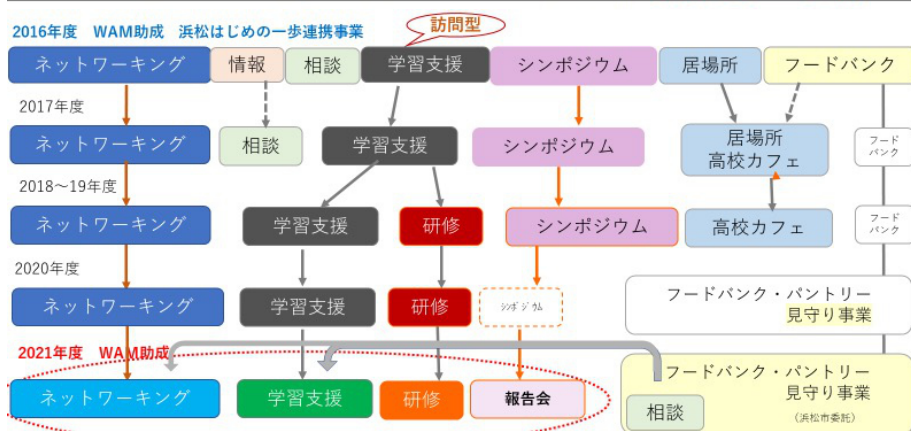 2016年度　WAM助成　浜松はじめの一歩連携事業
訪問型
ネットワーキング
情報
相談
学習支援
シンポジウム
居場所
フードバンク
2017年度
ネットワーキング
相談
学習支援
シンポジウム
居場所
高校カフェ
フード
バンク
2018～19年度
ネットワーキング
学習支援
研修
シンポジウム
高校カフェ
フード
バンク
2020年度
ネットワーキング
学習支援
研修
シンポジウム
フードバンク・パントリー
見守り事業
2021年度　WAM助成
ネットワーキング
学習支援
研修
報告会
フードバンク・パントリー
見守り事業
相談
（浜松市委託）